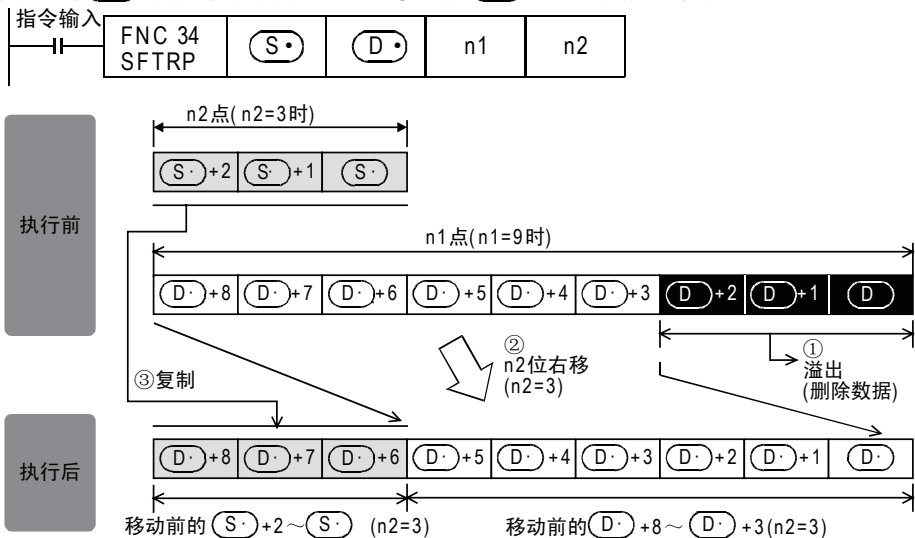 指令输入
FNC 34 SFTRP S· D· n1 n2
n2点(n2=3时)
S·+2 S·+1 S·
执行前
n1点(n1=9时)
D·+8 D·+7 D·+6 D·+5 D·+4 D·+3 D+2 D+1 D
②
n2位右移
(n2=3)
①
溢出
(删除数据)
③复制
执行后
D·+8 D·+7 D·+6 D·+5 D·+4 D·+3 D·+2 D·+1 D·
移动前的S·+2～S· (n2=3)
移动前的D·+8～D·+3(n2=3)